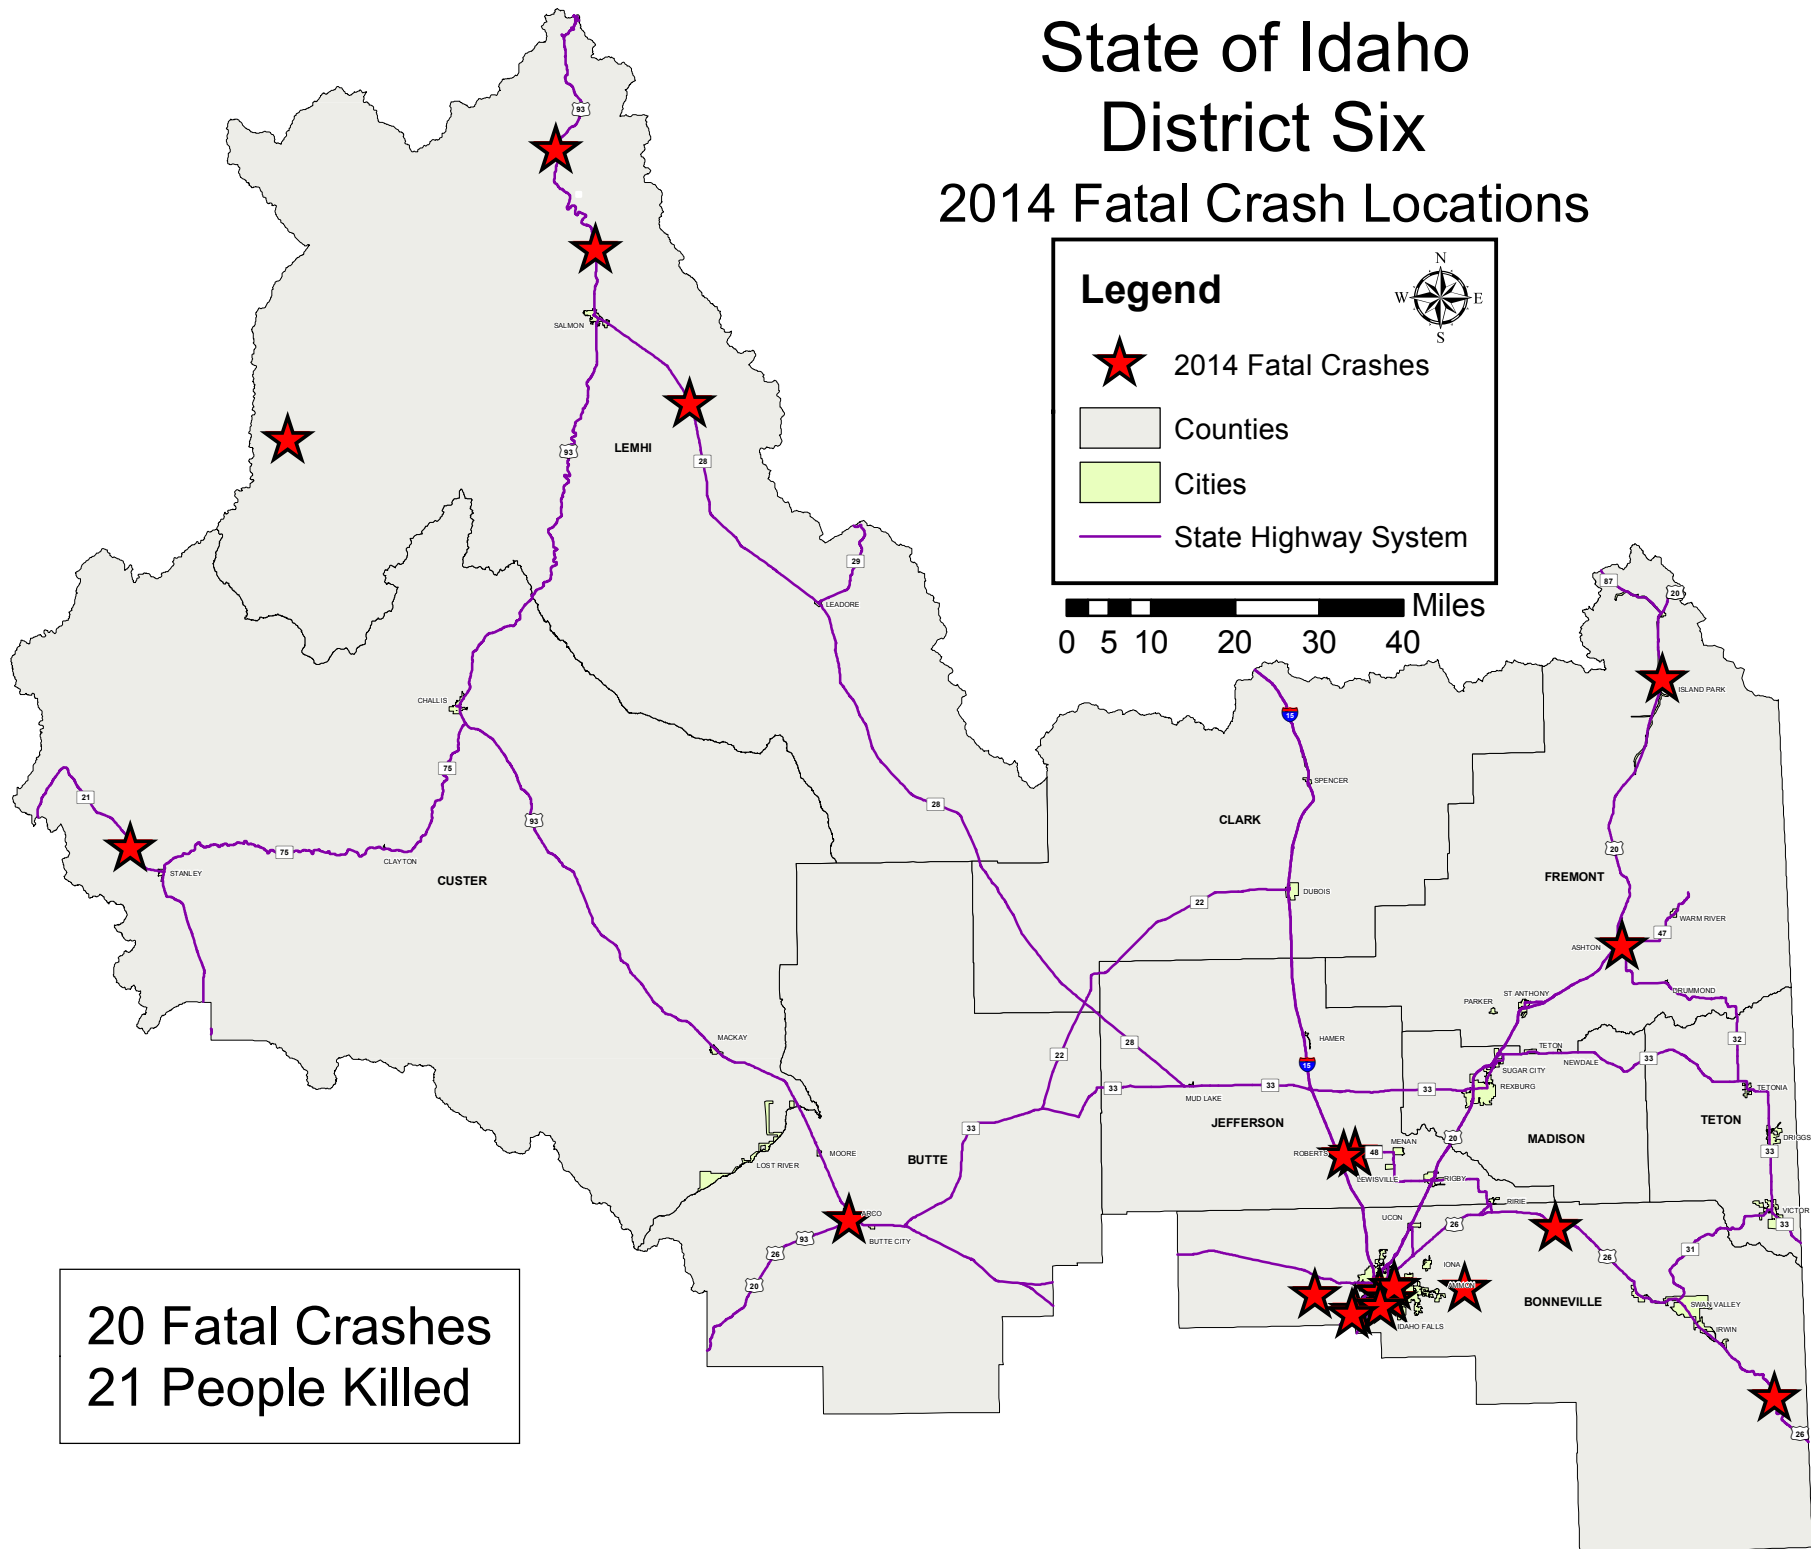 State of Idaho
District Six
2014 Fatal Crash Locations
Legend
N
W
E
S
2014 Fatal Crashes
Counties
Cities
State Highway System
Miles
0 5 10 20 30 40
93
SALMON
LEMHI
93
28
29
LEADORE
87
20
ISLAND PARK
CHALLIS
15
75
SPENCER
21
28
93
CLARK
75
CLAYTON
20
STANLEY
CUSTER
FREMONT
DUBOIS
22
WARM RIVER
47
ASHTON
DRUMMOND
ST ANTHONY
PARKER
MACKAY
HAMER
28
32
22
TETON
NEWDALE
33
15
SUGAR CITY
33
33
33
REXBURG
TETONIA
MUD LAKE
JEFFERSON
TETON
33
20
MADISON
DRIGGS
MENAN
48
ROBERTS
33
MOORE
BUTTE
LOST RIVER
LEWISVILLE
RIGBY
RIRIE
VICTOR
ARCO
UCON
26
33
BUTTE CITY
93
26
31
26
IONA
AMMON
20
BONNEVILLE
SWAN VALLEY
IDAHO FALLS
IRWIN
26
20 Fatal Crashes
21 People Killed